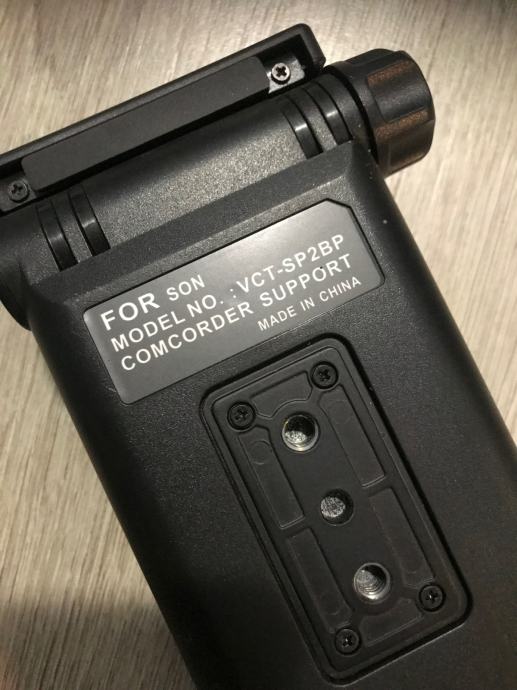 FOR SON
MODEL NO. :VCT-SP2BP
COMCORDER SUPPORT
MADE IN CHINA